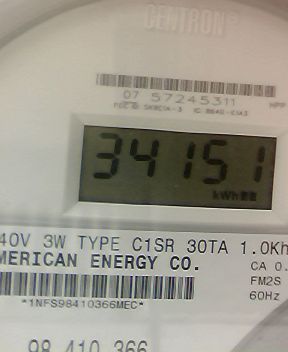 CENTRON®
07 57245311
HPP
34151
kWh
40V 3W TYPE C1SR 30TA 1.0Kh
MERICAN ENERGY CO.
CA 0.
FM2S
60Hz
*1NFS98410366MEC*
98 410 366